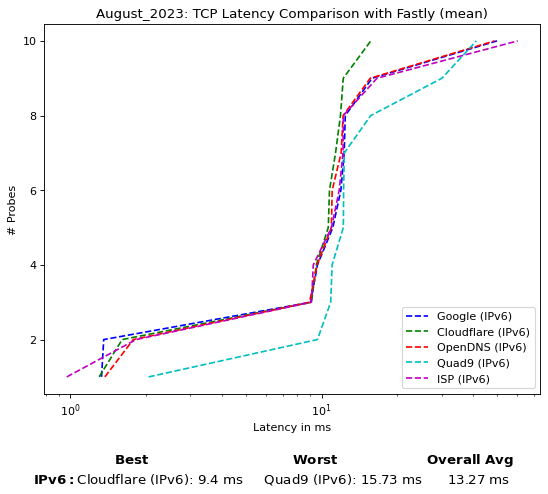 August_2023: TCP Latency Comparison with Fastly (mean)
10
8
6
4
2
# Probes
10⁰
10¹
Latency in ms
Google (IPv6)
Cloudflare (IPv6)
OpenDNS (IPv6)
Quad9 (IPv6)
ISP (IPv6)
Best Worst Overall Avg
IPv6: Cloudflare (IPv6): 9.4 ms Quad9 (IPv6): 15.73 ms 13.27 ms